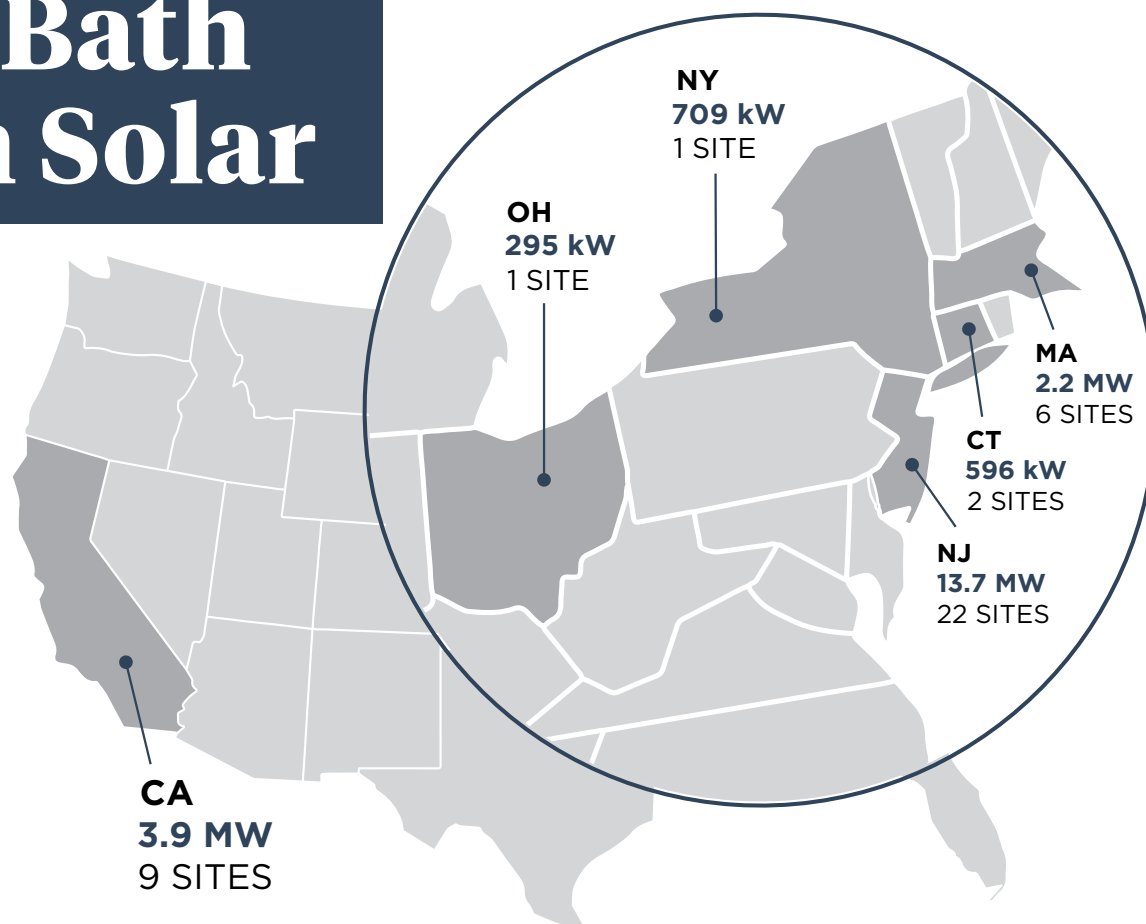 Bath
Solar
NY
709 kW
1 SITE
OH
295 kW
1 SITE
MA
2.2 MW
6 SITES
CT
596 kW
2 SITES
NJ
13.7 MW
22 SITES
CA
3.9 MW
9 SITES